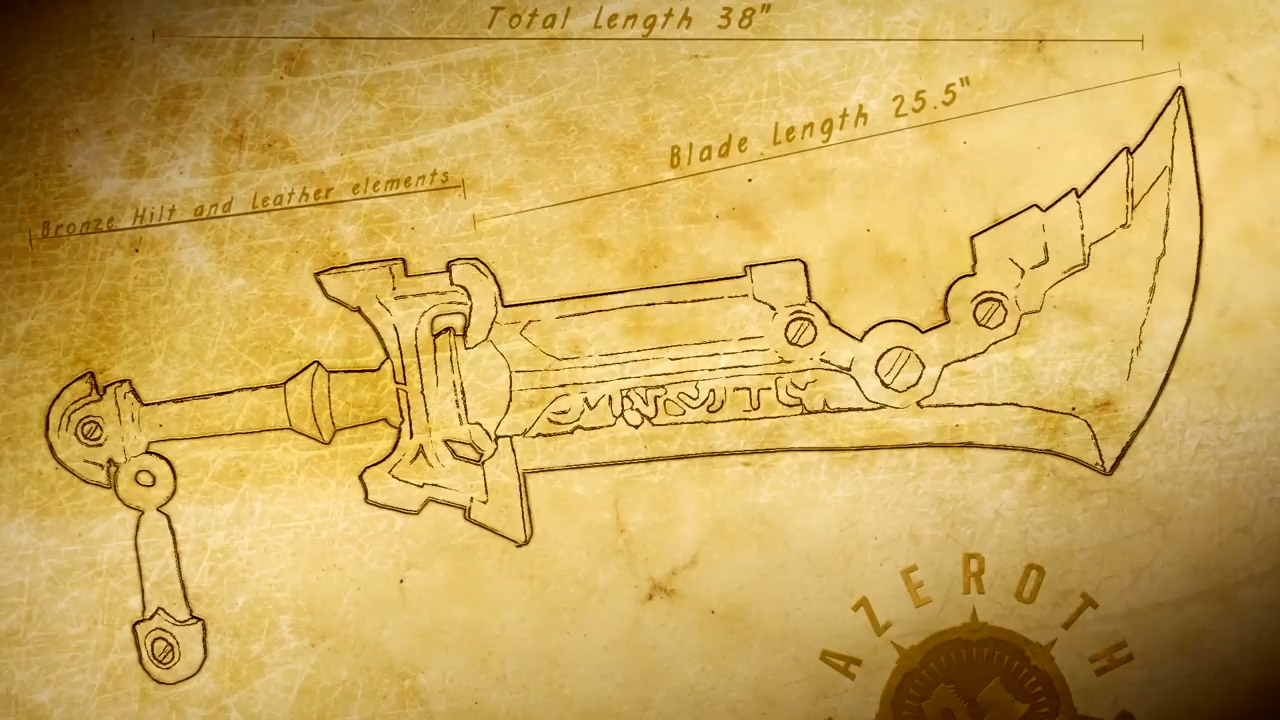 Total Length 38"
Blade Length 25.5"
Bronze Hilt and Leather elements
AZEROTH